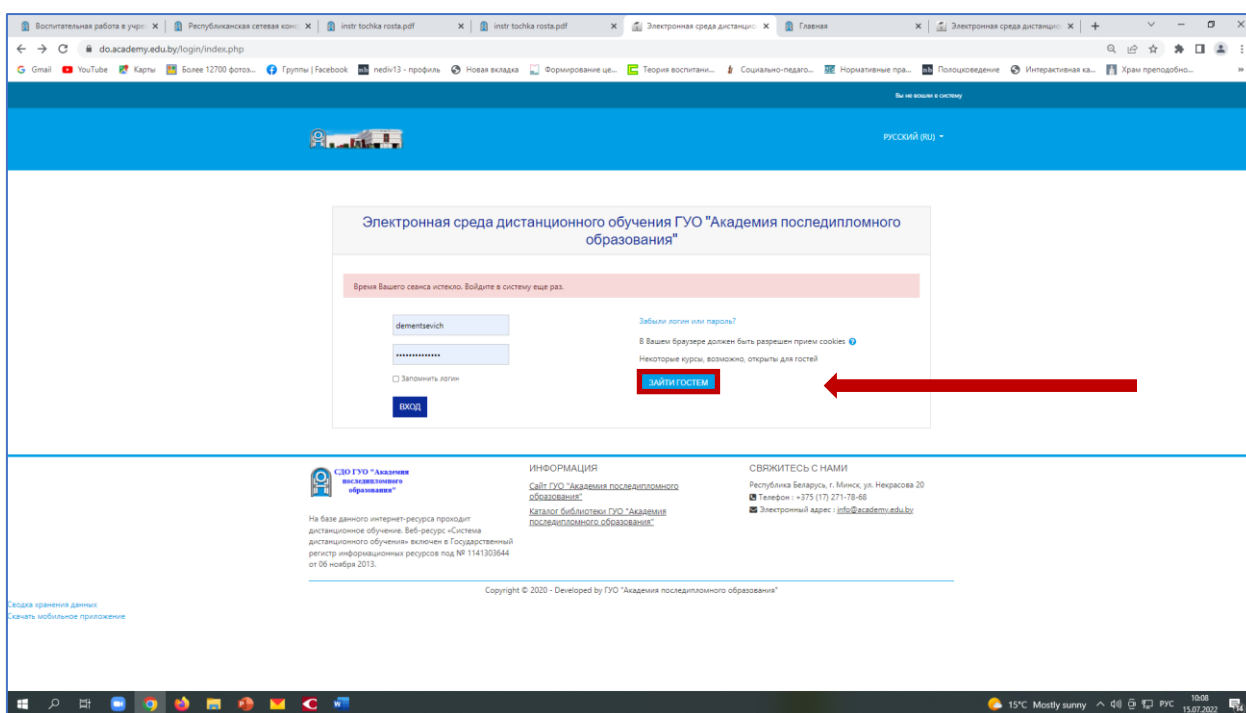 Воспитательная работа в учре
Республиканская сетевая конс
instr tochka rosta.pdf
instr tochka rosta.pdf
Электронная среда дистанцио
Главная
Электронная среда дистанцио
do.academy.edu.by/login/index.php
Gmail
YouTube
Карты
Более 12700 фотоз...
Группы | Facebook
nediv13 - профиль
Новая вкладка
Формирование це...
Теория воспитани...
Социально-педаго...
Нормативные пра...
Полоцковедение
Интерактивная ка...
Храм преподобно...
Вы не вошли в систему
РУССКИЙ (RU)
Электронная среда дистанционного обучения ГУО "Академия последипломного
образования"
Время Вашего сеанса истекло. Войдите в систему еще раз.
dementsevich
••••••••••••••
Запомнить логин
ВХОД
Забыли логин или пароль?
В Вашем браузере должен быть разрешен прием cookies
Некоторые курсы, возможно, открыты для гостей
ЗАЙТИ ГОСТЕМ
СДО ГУО "Академия
последипломного
образования"
На базе данного интернет-ресурса проходит
дистанционное обучение. Веб-ресурс «Система
дистанционного обучения» включен в Государственный
регистр информационных ресурсов под № 1141303644
от 06 ноября 2013.
ИНФОРМАЦИЯ
Сайт ГУО "Академия последипломного
образования"
Каталог библиотеки ГУО "Академия
последипломного образования"
СВЯЖИТЕСЬ С НАМИ
Республика Беларусь, г. Минск, ул. Некрасова 20
Телефон : +375 (17) 271-78-68
Электронный адрес : info@academy.edu.by
Copyright © 2020 - Developed by ГУО "Академия последипломного образования"
Сводка хранения данных
Скачать мобильное приложение
15°C Mostly sunny
РУС
10:08
15.07.2022